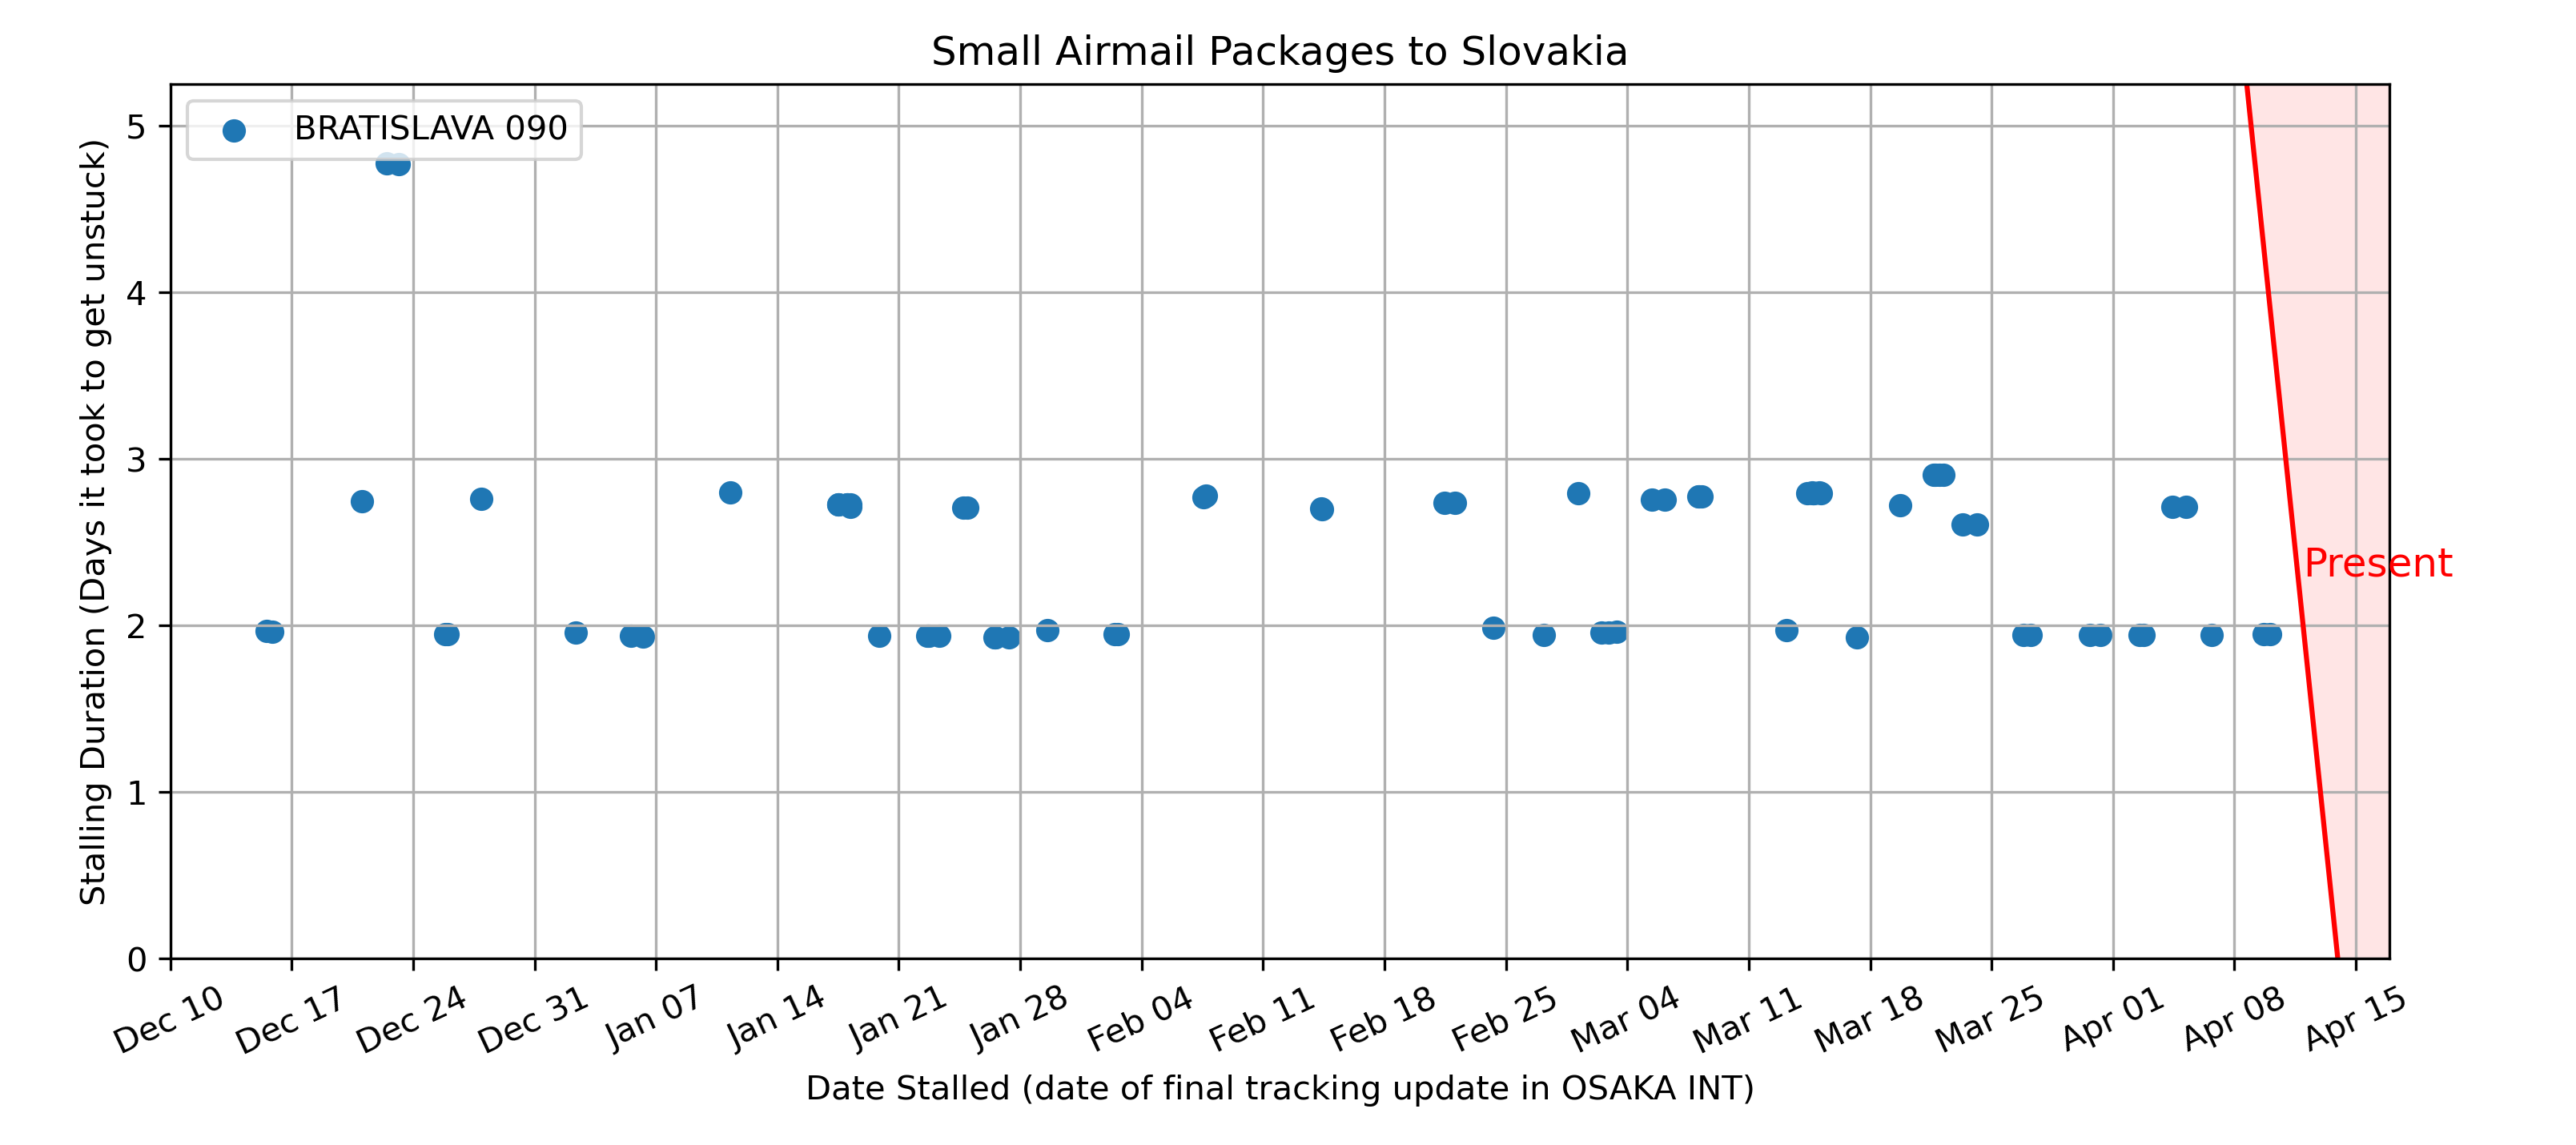 Small Airmail Packages to Slovakia
BRATISLAVA 090
Stalling Duration (Days it took to get unstuck)
5
4
3
2
1
0
Present
Dec 10
Dec 17
Dec 24
Dec 31
Jan 07
Jan 14
Jan 21
Jan 28
Feb 04
Feb 11
Feb 18
Feb 25
Mar 04
Mar 11
Mar 18
Mar 25
Apr 01
Apr 08
Apr 15
Date Stalled (date of final tracking update in OSAKA INT)